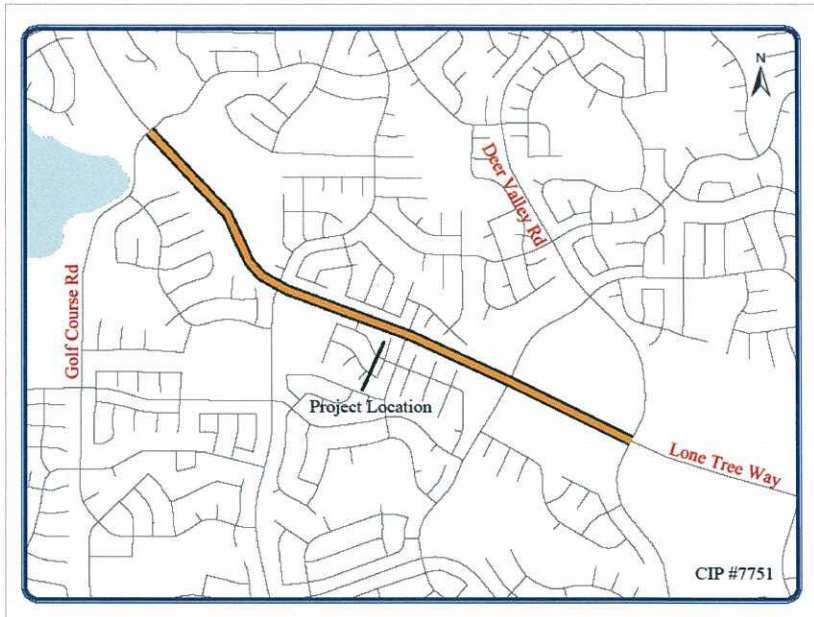 N
Deer Valley Rd
Golf Course Rd
Project Location
Lone Tree Way
CIP #7751